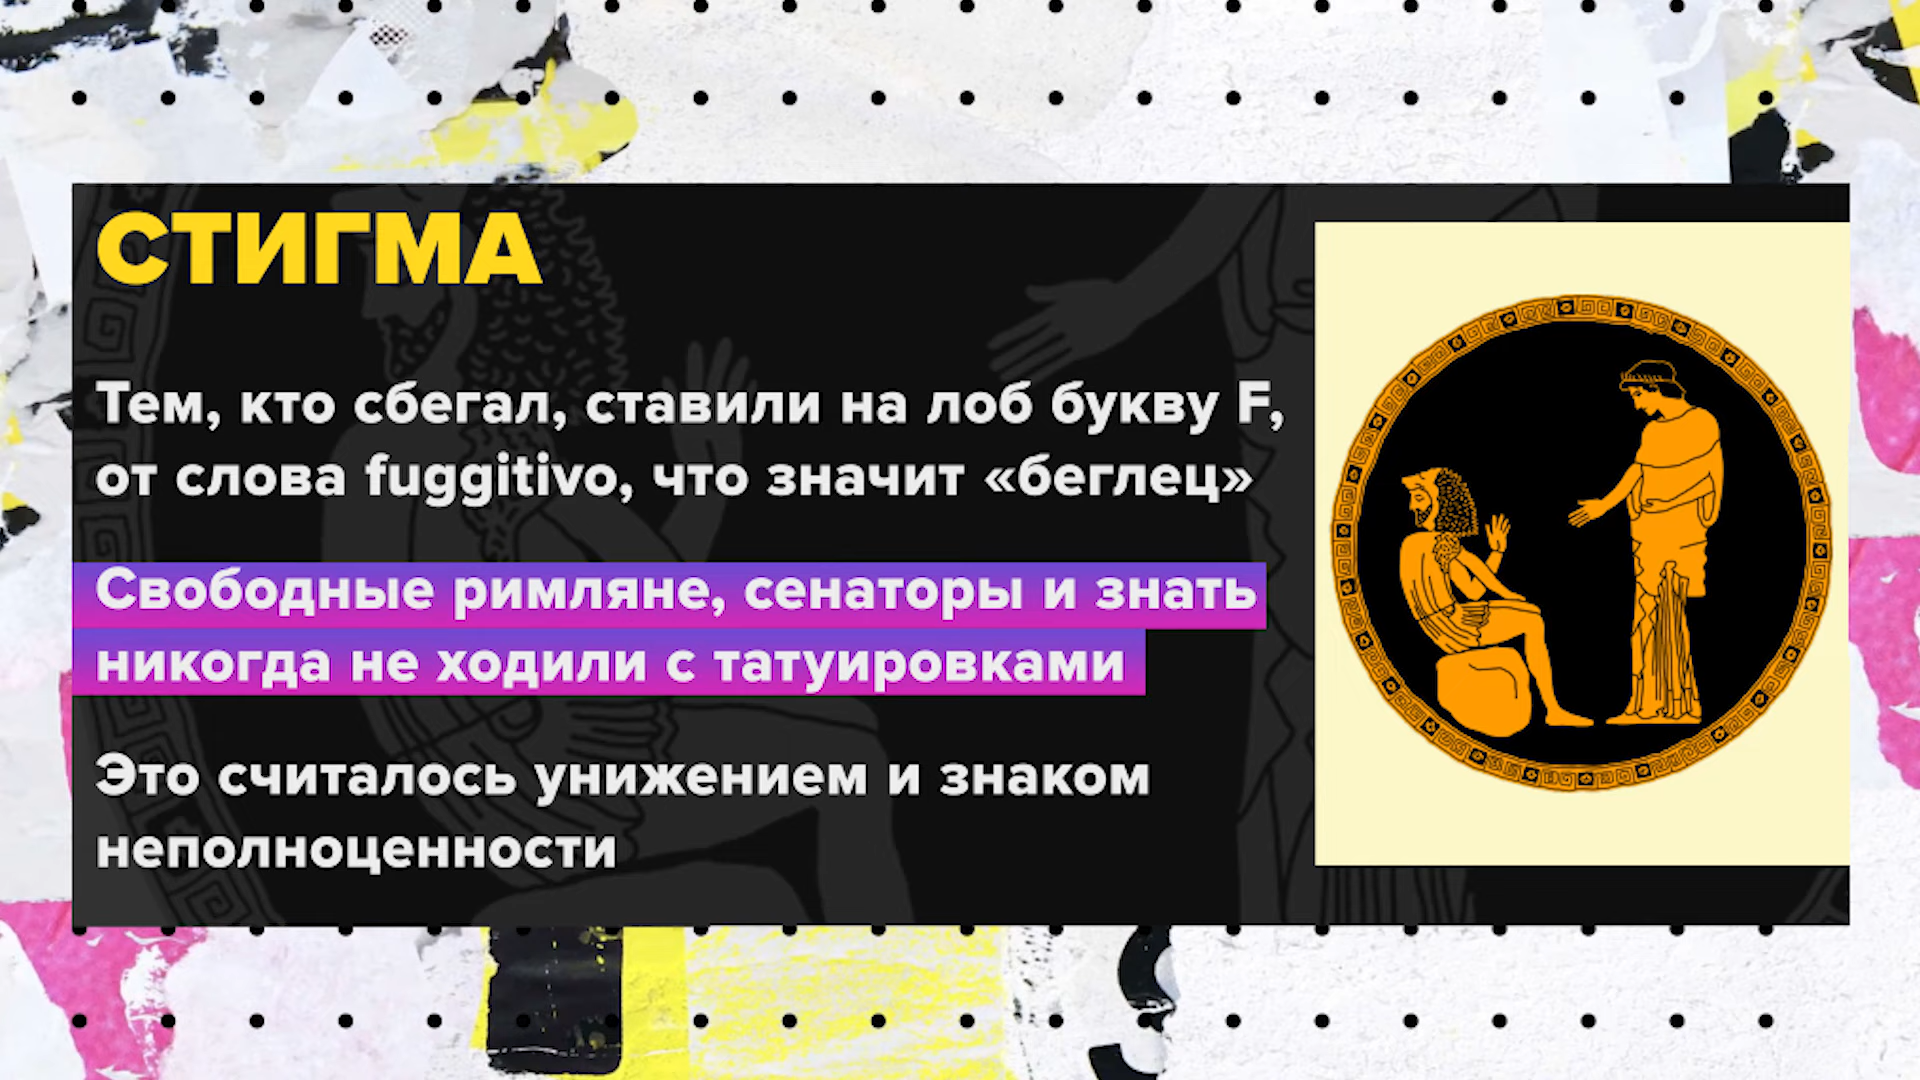 СТИГМА
Тем, кто сбегал, ставили на лоб букву F,
от слова fuggitivo, что значит «беглец»
Свободные римляне, сенаторы и знать
никогда не ходили с татуировками
Это считалось унижением и знаком
неполноценности